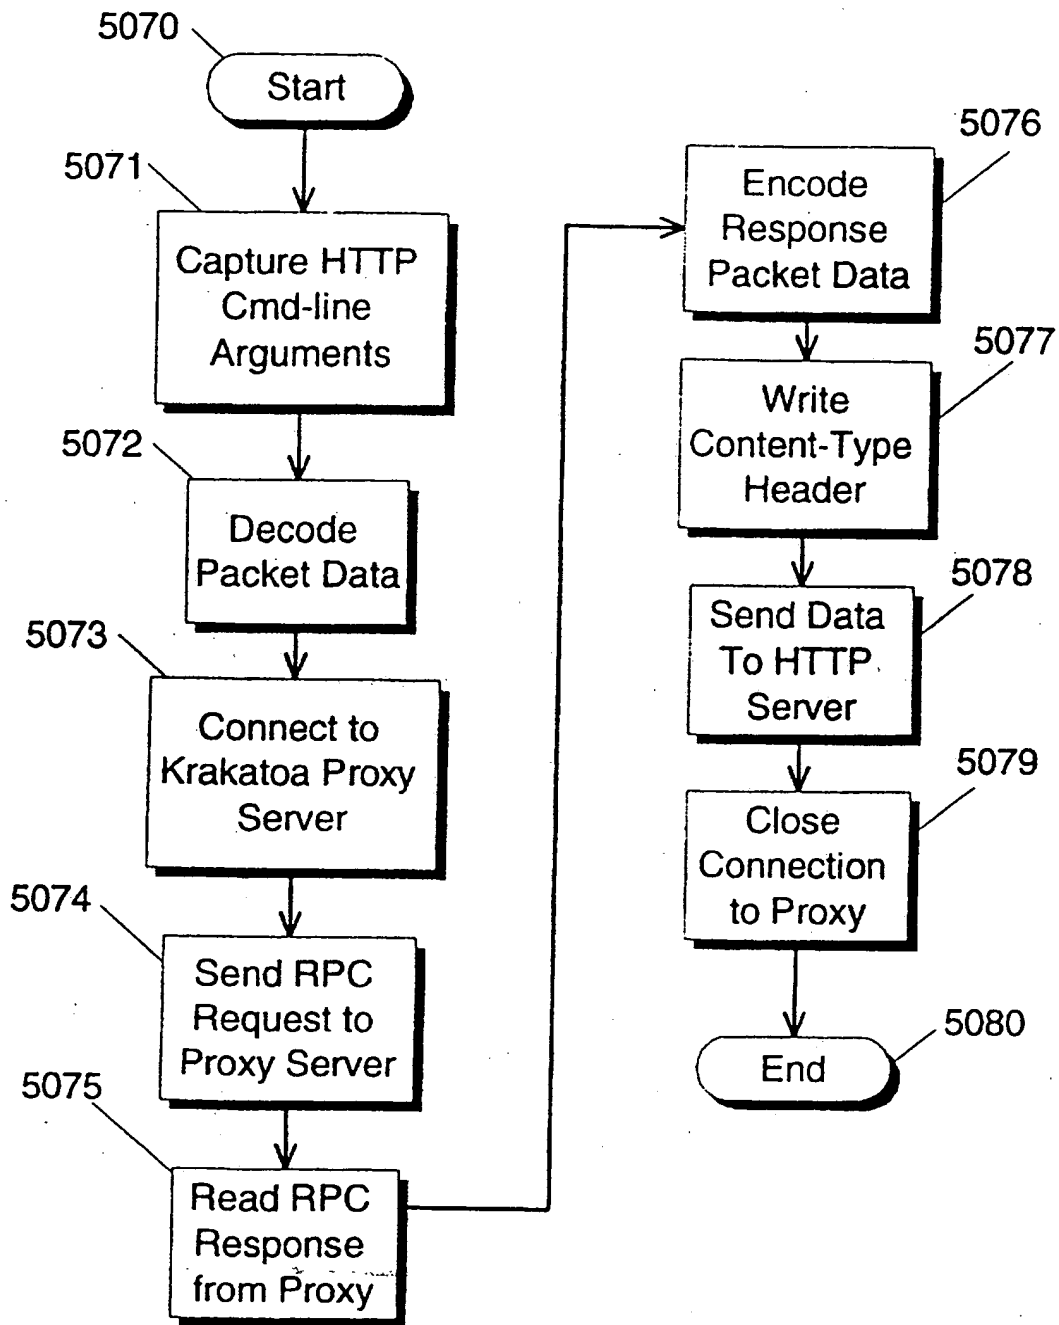 5070
Start
5071
Capture HTTP
Cmd-line
Arguments
5072
Decode
Packet Data
5073
Connect to
Krakatoa Proxy
Server
5074
Send RPC
Request to
Proxy Server
5075
Read RPC
Response
from Proxy
5076
Encode
Response
Packet Data
5077
Write
Content-Type
Header
5078
Send Data
To HTTP
Server
5079
Close
Connection
to Proxy
5080
End